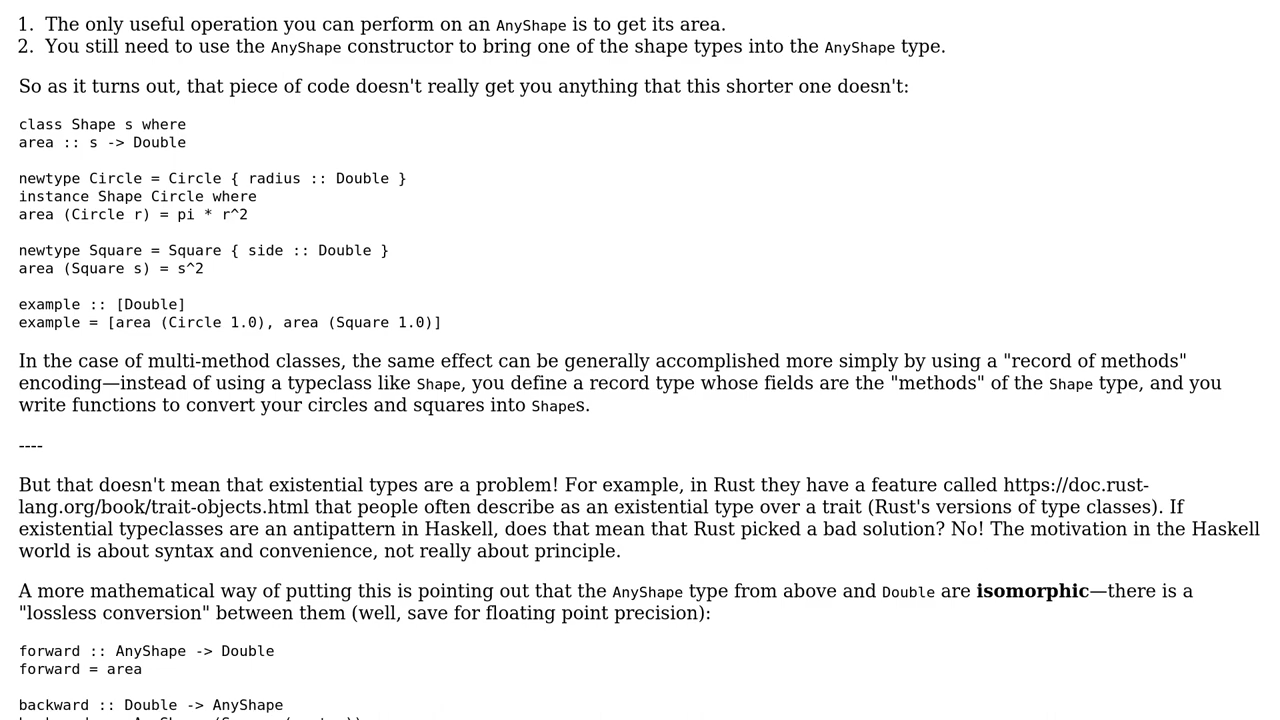 1. The only useful operation you can perform on an AnyShape is to get its area.
2. You still need to use the AnyShape constructor to bring one of the shape types into the AnyShape type.
So as it turns out, that piece of code doesn't really get you anything that this shorter one doesn't:
class Shape s where
area :: s -> Double
newtype Circle = Circle { radius :: Double }
instance Shape Circle where
area (Circle r) = pi * r^2
newtype Square = Square { side :: Double }
area (Square s) = s^2
example :: [Double]
example = [area (Circle 1.0), area (Square 1.0)]
In the case of multi-method classes, the same effect can be generally accomplished more simply by using a "record of methods"
encoding—instead of using a typeclass like Shape, you define a record type whose fields are the "methods" of the Shape type, and you
write functions to convert your circles and squares into Shapes.
----
But that doesn't mean that existential types are a problem! For example, in Rust they have a feature called https://doc.rust-
lang.org/book/trait-objects.html that people often describe as an existential type over a trait (Rust's versions of type classes). If
existential typeclasses are an antipattern in Haskell, does that mean that Rust picked a bad solution? No! The motivation in the Haskell
world is about syntax and convenience, not really about principle.
A more mathematical way of putting this is pointing out that the AnyShape type from above and Double are isomorphic—there is a
"lossless conversion" between them (well, save for floating point precision):
forward :: AnyShape -> Double
forward = area
backward :: Double -> AnyShape